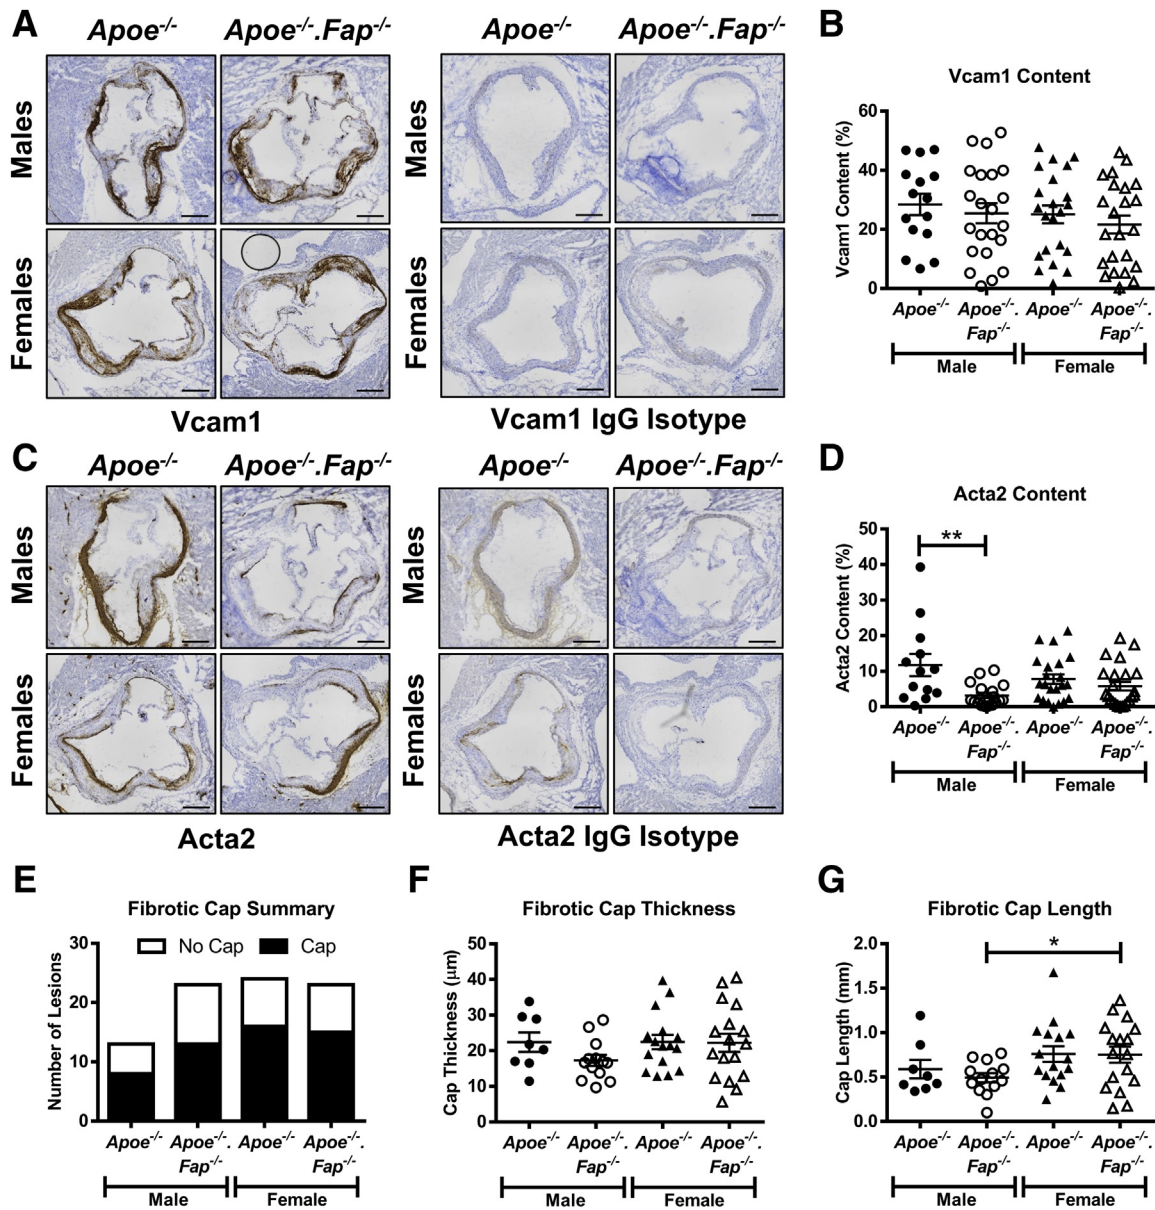 A
Apoe-/-
Apoe-/-.Fap-/-
Apoe-/-
Apoe-/-.Fap-/-
Males
Males
Females
Females
Vcam1
Vcam1 IgG Isotype
B
Vcam1 Content
Vcam1 Content (%)
60
40
20
0
Apoe-/-
Apoe-/-.
Fap-/-
Apoe-/-
Apoe-/-.
Fap-/-
Male
Female
C
Apoe-/-
Apoe-/-.Fap-/-
Apoe-/-
Apoe-/-.Fap-/-
Males
Males
Females
Females
Acta2
Acta2 IgG Isotype
D
Acta2 Content
Acta2 Content (%)
50
40
30
20
10
0
**
Apoe-/-
Apoe-/-.
Fap-/-
Apoe-/-
Apoe-/-.
Fap-/-
Male
Female
E
Fibrotic Cap Summary
No Cap
Cap
Number of Lesions
30
20
10
0
Apoe-/-
Apoe-/-.
Fap-/-
Apoe-/-
Apoe-/-.
Fap-/-
Male
Female
F
Fibrotic Cap Thickness
Cap Thickness (μm)
50
40
30
20
10
0
Apoe-/-
Apoe-/-.
Fap-/-
Apoe-/-
Apoe-/-.
Fap-/-
Male
Female
G
Fibrotic Cap Length
Cap Length (mm)
2.0
1.5
1.0
0.5
0.0
*
Apoe-/-
Apoe-/-.
Fap-/-
Apoe-/-
Apoe-/-.
Fap-/-
Male
Female